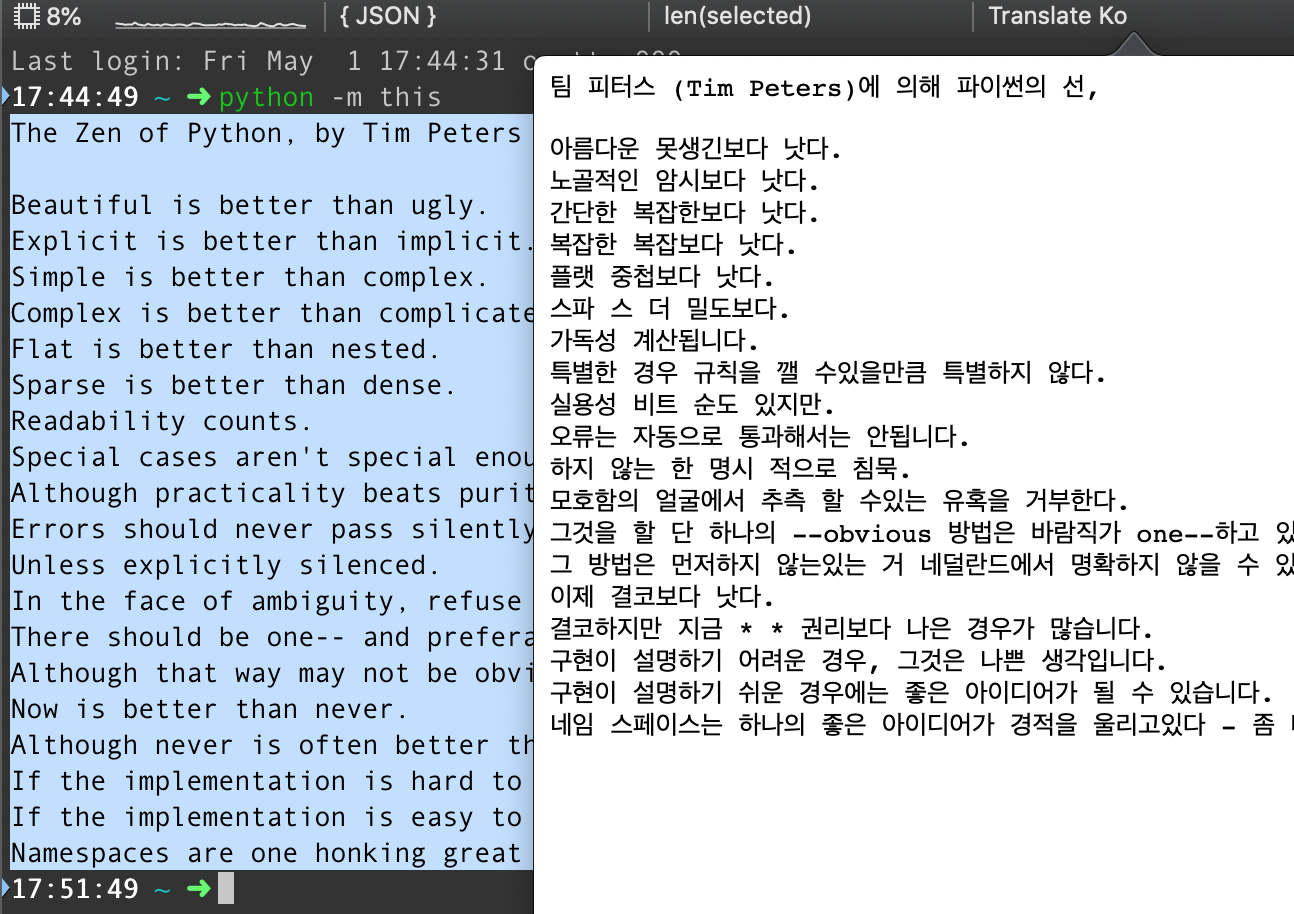 8% { JSON } len(selected) Translate Ko
Last login: Fri May 1 17:44:31
17:44:49 ~ ➜ python -m this
The Zen of Python, by Tim Peters
Beautiful is better than ugly.
Explicit is better than implicit.
Simple is better than complex.
Complex is better than complicate
Flat is better than nested.
Sparse is better than dense.
Readability counts.
Special cases aren't special enou
Although practicality beats purit
Errors should never pass silently
Unless explicitly silenced.
In the face of ambiguity, refuse
There should be one-- and prefera
Although that way may not be obvi
Now is better than never.
Although never is often better th
If the implementation is hard to
If the implementation is easy to
Namespaces are one honking great
17:51:49 ~ ➜
팀 피터스 (Tim Peters)에 의해 파이썬의 선,
아름다운 못생긴보다 낫다.
노골적인 암시보다 낫다.
간단한 복잡한보다 낫다.
복잡한 복잡보다 낫다.
플랫 중첩보다 낫다.
스파 스 더 밀도보다.
가독성 계산됩니다.
특별한 경우 규칙을 깰 수있을만큼 특별하지 않다.
실용성 비트 순도 있지만.
오류는 자동으로 통과해서는 안됩니다.
하지 않는 한 명시 적으로 침묵.
모호함의 얼굴에서 추측 할 수있는 유혹을 거부한다.
그것을 할 단 하나의 --obvious 방법은 바람직가 one--하고 있
그 방법은 먼저하지 않는있는 거 네덜란드에서 명확하지 않을 수 있
이제 결코보다 낫다.
결코하지만 지금 * * 권리보다 나은 경우가 많습니다.
구현이 설명하기 어려운 경우, 그것은 나쁜 생각입니다.
구현이 설명하기 쉬운 경우에는 좋은 아이디어가 될 수 있습니다.
네임 스페이스는 하나의 좋은 아이디어가 경적을 울리고있다 - 좀